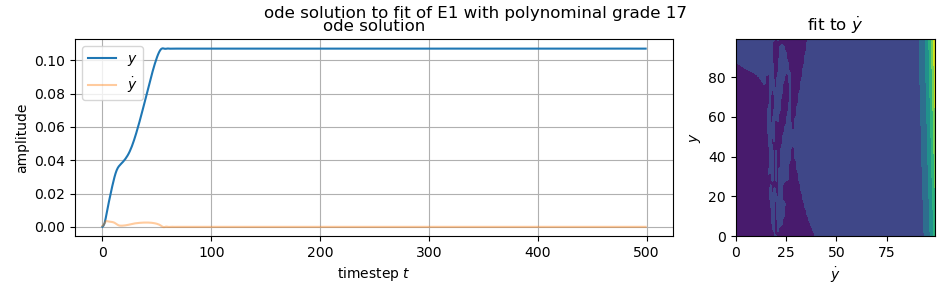 ode solution to fit of E1 with polynominal grade 17
ode solution
0.10
0.08
0.06
0.04
0.02
0.00
amplitude
y
ẏ
0 100 200 300 400 500
timestep t
fit to ẏ
80
60
40
20
0
y
0 25 50 75
ẏ